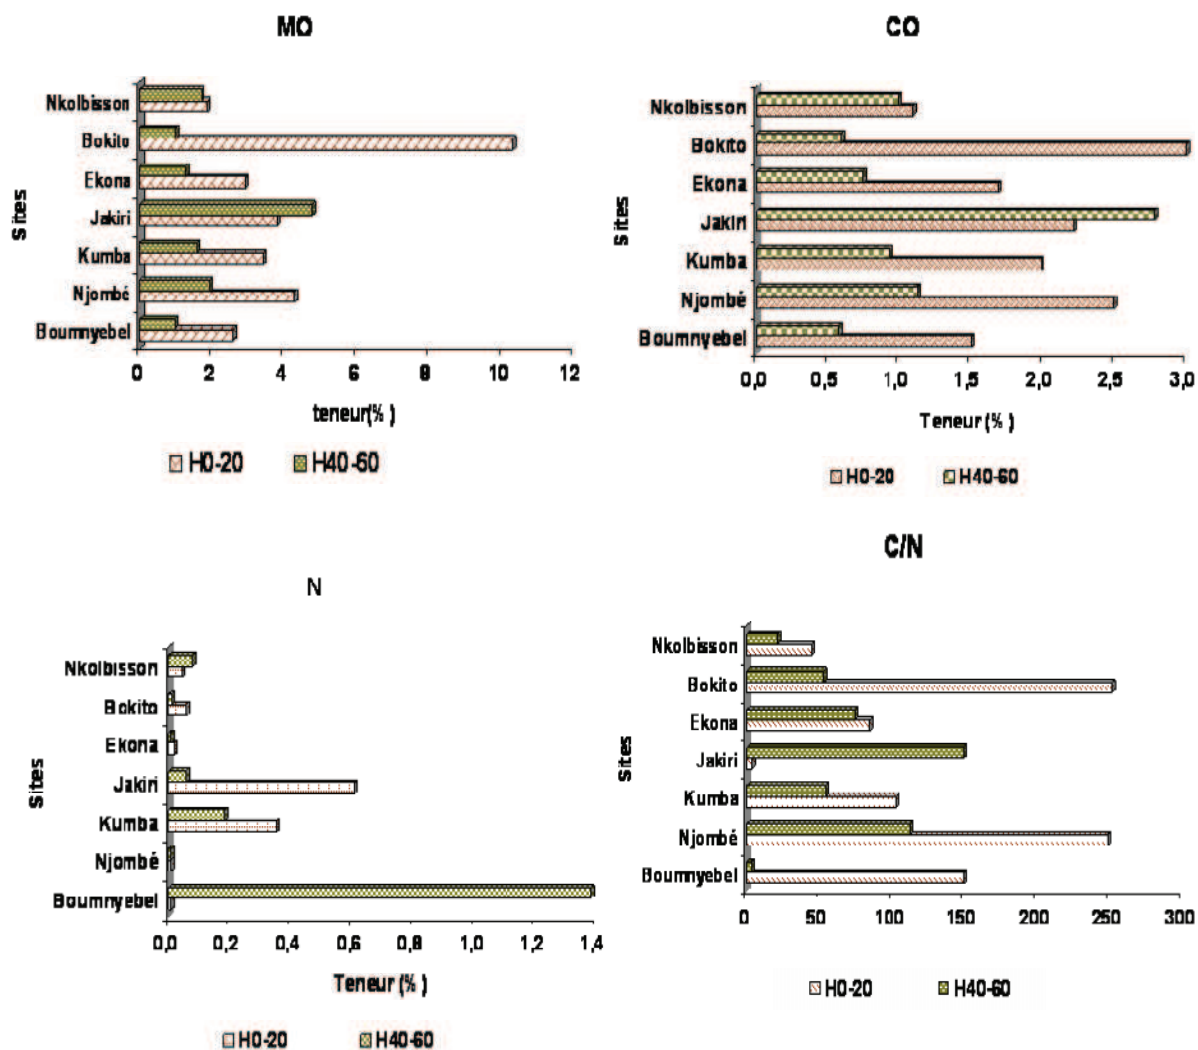 MO
Sites
Nkolbisson
Bokito
Ekona
Jakiri
Kumba
Njombé
Boumnyebel
0 2 4 6 8 10 12
teneur(%)
H0-20 H40-60
CO
Sites
Nkolbisson
Bokito
Ekona
Jakiri
Kumba
Njombé
Boumnyebel
0,0 0,5 1,0 1,5 2,0 2,5 3,0
Teneur (%)
H0-20 H40-60
N
Sites
Nkolbisson
Bokito
Ekona
Jakiri
Kumba
Njombé
Boumnyebel
0,0 0,2 0,4 0,6 0,8 1,0 1,2 1,4
Teneur (%)
H0-20 H40-60
C/N
Sites
Nkolbisson
Bokito
Ekona
Jakiri
Kumba
Njombé
Boumnyebel
0 50 100 150 200 250 300
H0-20 H40-60